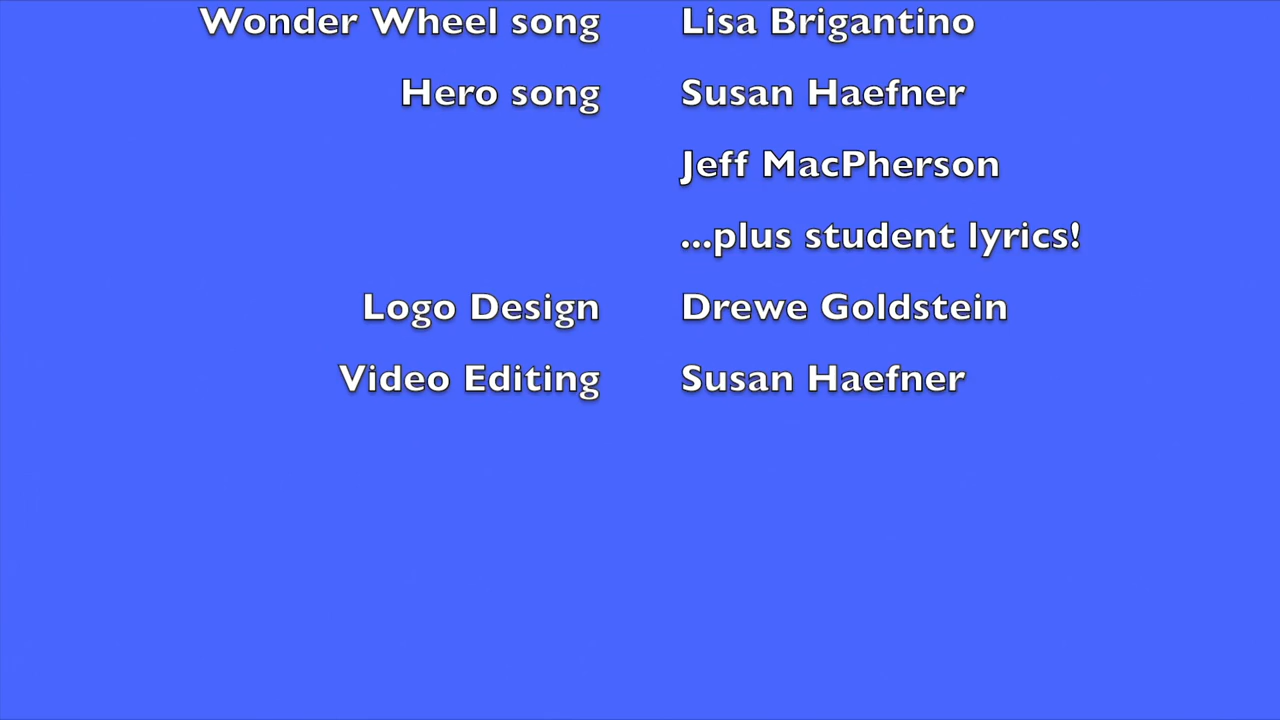 Wonder Wheel song Lisa Brigantino
Hero song Susan Haefner
Jeff MacPherson
...plus student lyrics!
Logo Design Drewe Goldstein
Video Editing Susan Haefner